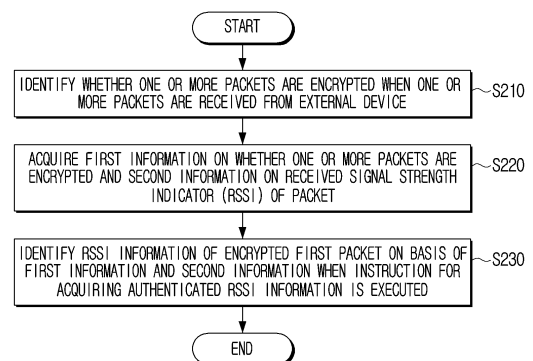 START
IDENTIFY WHETHER ONE OR MORE PACKETS ARE ENCRYPTED WHEN ONE OR
MORE PACKETS ARE RECEIVED FROM EXTERNAL DEVICE
S210
ACQUIRE FIRST INFORMATION ON WHETHER ONE OR MORE PACKETS ARE
ENCRYPTED AND SECOND INFORMATION ON RECEIVED SIGNAL STRENGTH
INDICATOR (RSSI) OF PACKET
S220
IDENTIFY RSSI INFORMATION OF ENCRYPTED FIRST PACKET ON BASIS OF
FIRST INFORMATION AND SECOND INFORMATION WHEN INSTRUCTION FOR
ACQUIRING AUTHENTICATED RSSI INFORMATION IS EXECUTED
S230
END